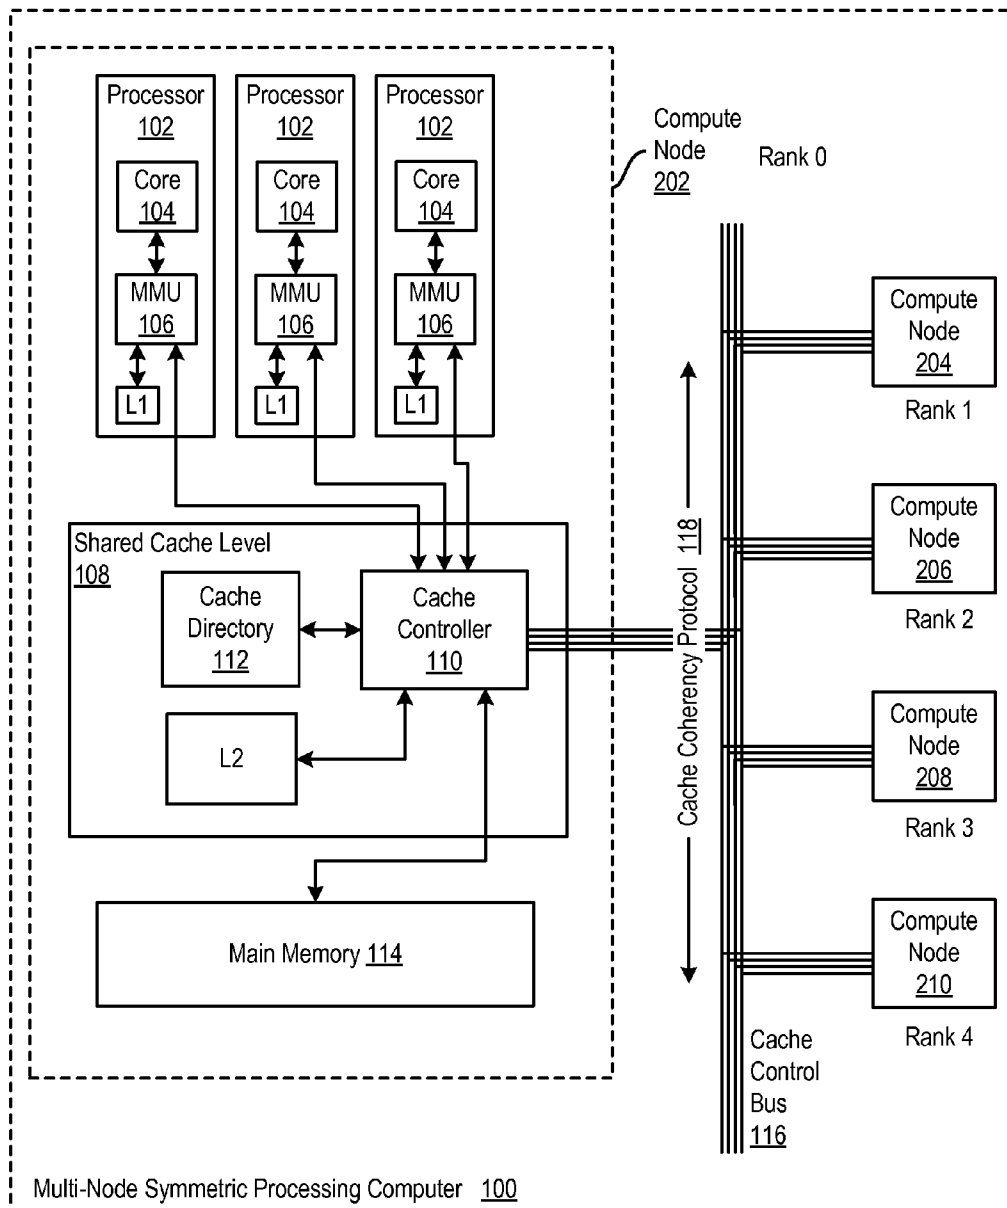 Processor
102
Core
104
MMU
106
L1
Processor
102
Core
104
MMU
106
L1
Processor
102
Core
104
MMU
106
L1
Compute
Node
202
Rank 0
Shared Cache Level
108
Cache
Directory
112
Cache
Controller
110
L2
Main Memory 114
Cache Coherency Protocol 118
Compute
Node
204
Rank 1
Compute
Node
206
Rank 2
Compute
Node
208
Rank 3
Compute
Node
210
Rank 4
Cache
Control
Bus
116
Multi-Node Symmetric Processing Computer 100